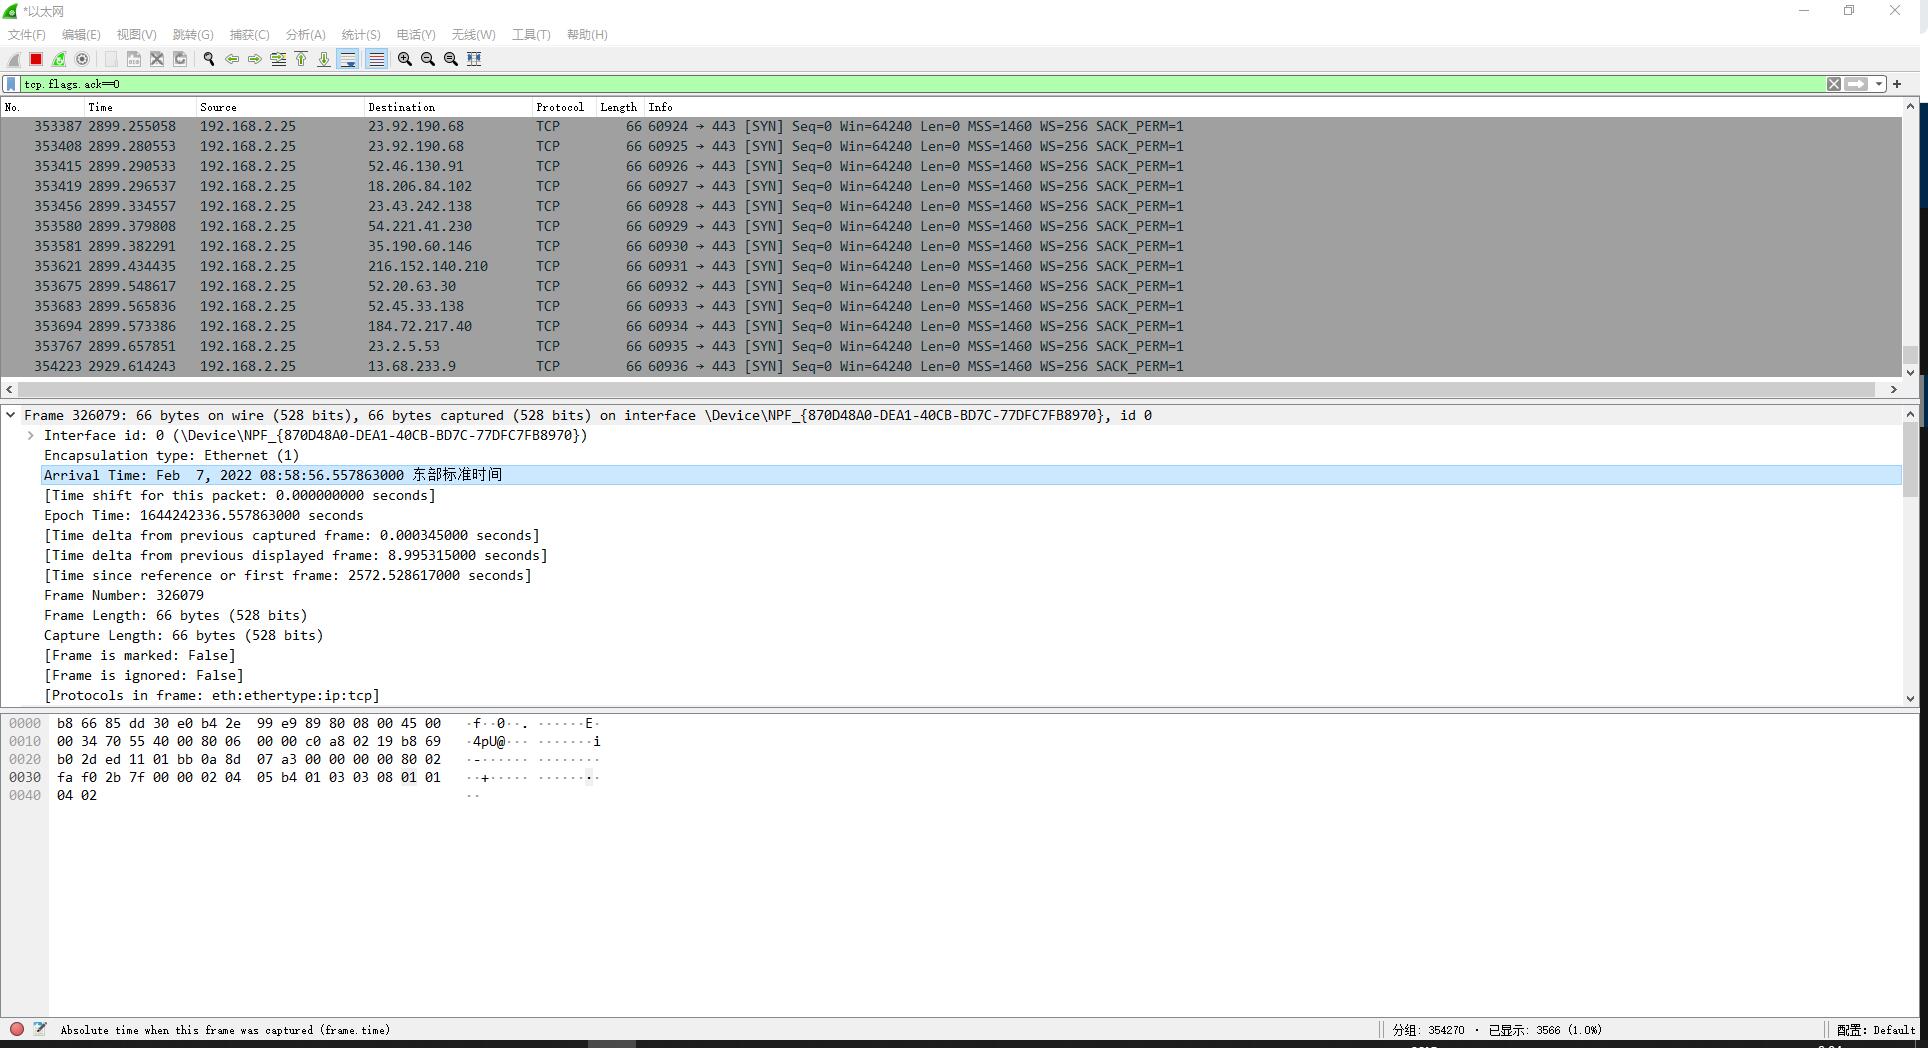 *以太网
文件(F) 编辑(E) 视图(V) 跳转(G) 捕获(C) 分析(A) 统计(S) 电话(Y) 无线(W) 工具(T) 帮助(H)
tcp.flags.ack==0
No. Time Source Destination Protocol Length Info
353387 2899.255058 192.168.2.25 23.92.190.68 TCP 66 60924 → 443 [SYN] Seq=0 Win=64240 Len=0 MSS=1460 WS=256 SACK_PERM=1
353408 2899.280553 192.168.2.25 23.92.190.68 TCP 66 60925 → 443 [SYN] Seq=0 Win=64240 Len=0 MSS=1460 WS=256 SACK_PERM=1
353415 2899.290533 192.168.2.25 52.46.130.91 TCP 66 60926 → 443 [SYN] Seq=0 Win=64240 Len=0 MSS=1460 WS=256 SACK_PERM=1
353419 2899.296537 192.168.2.25 18.206.84.102 TCP 66 60927 → 443 [SYN] Seq=0 Win=64240 Len=0 MSS=1460 WS=256 SACK_PERM=1
353456 2899.334557 192.168.2.25 23.43.242.138 TCP 66 60928 → 443 [SYN] Seq=0 Win=64240 Len=0 MSS=1460 WS=256 SACK_PERM=1
353580 2899.379808 192.168.2.25 54.221.41.230 TCP 66 60929 → 443 [SYN] Seq=0 Win=64240 Len=0 MSS=1460 WS=256 SACK_PERM=1
353581 2899.382291 192.168.2.25 35.190.60.146 TCP 66 60930 → 443 [SYN] Seq=0 Win=64240 Len=0 MSS=1460 WS=256 SACK_PERM=1
353621 2899.434435 192.168.2.25 216.152.140.210 TCP 66 60931 → 443 [SYN] Seq=0 Win=64240 Len=0 MSS=1460 WS=256 SACK_PERM=1
353675 2899.548617 192.168.2.25 52.20.63.30 TCP 66 60932 → 443 [SYN] Seq=0 Win=64240 Len=0 MSS=1460 WS=256 SACK_PERM=1
353683 2899.565836 192.168.2.25 52.45.33.138 TCP 66 60933 → 443 [SYN] Seq=0 Win=64240 Len=0 MSS=1460 WS=256 SACK_PERM=1
353694 2899.573386 192.168.2.25 184.72.217.40 TCP 66 60934 → 443 [SYN] Seq=0 Win=64240 Len=0 MSS=1460 WS=256 SACK_PERM=1
353767 2899.657851 192.168.2.25 23.2.5.53 TCP 66 60935 → 443 [SYN] Seq=0 Win=64240 Len=0 MSS=1460 WS=256 SACK_PERM=1
354223 2929.614243 192.168.2.25 13.68.233.9 TCP 66 60936 → 443 [SYN] Seq=0 Win=64240 Len=0 MSS=1460 WS=256 SACK_PERM=1
Frame 326079: 66 bytes on wire (528 bits), 66 bytes captured (528 bits) on interface \Device\NPF_{870D48A0-DEA1-40CB-BD7C-77DFC7FB8970}, id 0
Interface id: 0 (\Device\NPF_{870D48A0-DEA1-40CB-BD7C-77DFC7FB8970})
Encapsulation type: Ethernet (1)
Arrival Time: Feb  7, 2022 08:58:56.557863000 东部标准时间
[Time shift for this packet: 0.000000000 seconds]
Epoch Time: 1644242336.557863000 seconds
[Time delta from previous captured frame: 0.000345000 seconds]
[Time delta from previous displayed frame: 8.995315000 seconds]
[Time since reference or first frame: 2572.528617000 seconds]
Frame Number: 326079
Frame Length: 66 bytes (528 bits)
Capture Length: 66 bytes (528 bits)
[Frame is marked: False]
[Frame is ignored: False]
[Protocols in frame: eth:ethertype:ip:tcp]
0000 b8 66 85 dd 30 e0 b4 2e 99 e9 89 80 08 00 45 00 ·f··0··. ······E·
0010 00 34 70 55 40 00 80 06 00 00 c0 a8 02 19 b8 69 ·4pU@··· ·······i
0020 b0 2d ed 11 01 bb 0a 8d 07 a3 00 00 00 00 80 02 ·-······ ········
0030 fa f0 2b 7f 00 00 02 04 05 b4 01 03 03 08 01 01 ··+····· ········
0040 04 02 ··
Absolute time when this frame was captured (frame.time) 分组: 354270 · 已显示: 3566 (1.0%) 配置: Default